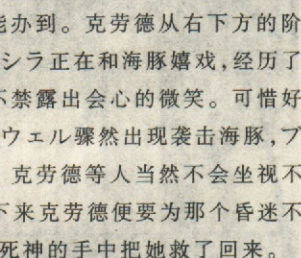 能办到。克劳德从右下方的阶
シラ正在和海豚嬉戏,经历了
不禁露出会心的微笑。可惜好
ウェル骤然出现袭击海豚,プ
克劳德等人当然不会坐视不
下来克劳德便要为那个昏迷不
死神的手中把她救了回来。